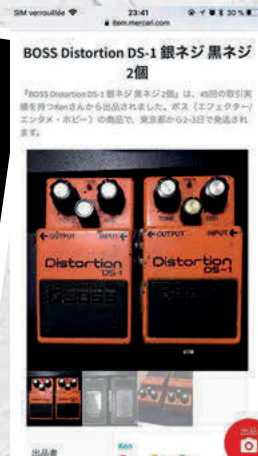 SIM verrouillée 23:41 30 %
item.mercari.com
BOSS Distortion DS-1 銀ネジ 黒ネジ
2個
「BOSS Distortion DS-1 銀ネジ 黒ネジ 2個」は、45回の取引実
績を持つKenさんから出品されました。ボス（エフェクター/
エンタメ・ホビー）の商品で、東京都から2-3日で発送され
ます。
TONE DIST TONE DIST
←OUTPUT INPUT← ←OUTPUT INPUT←
Distortion Distortion
DS-1 DS-1
BOSS BOSS
出品者 Ken
出品